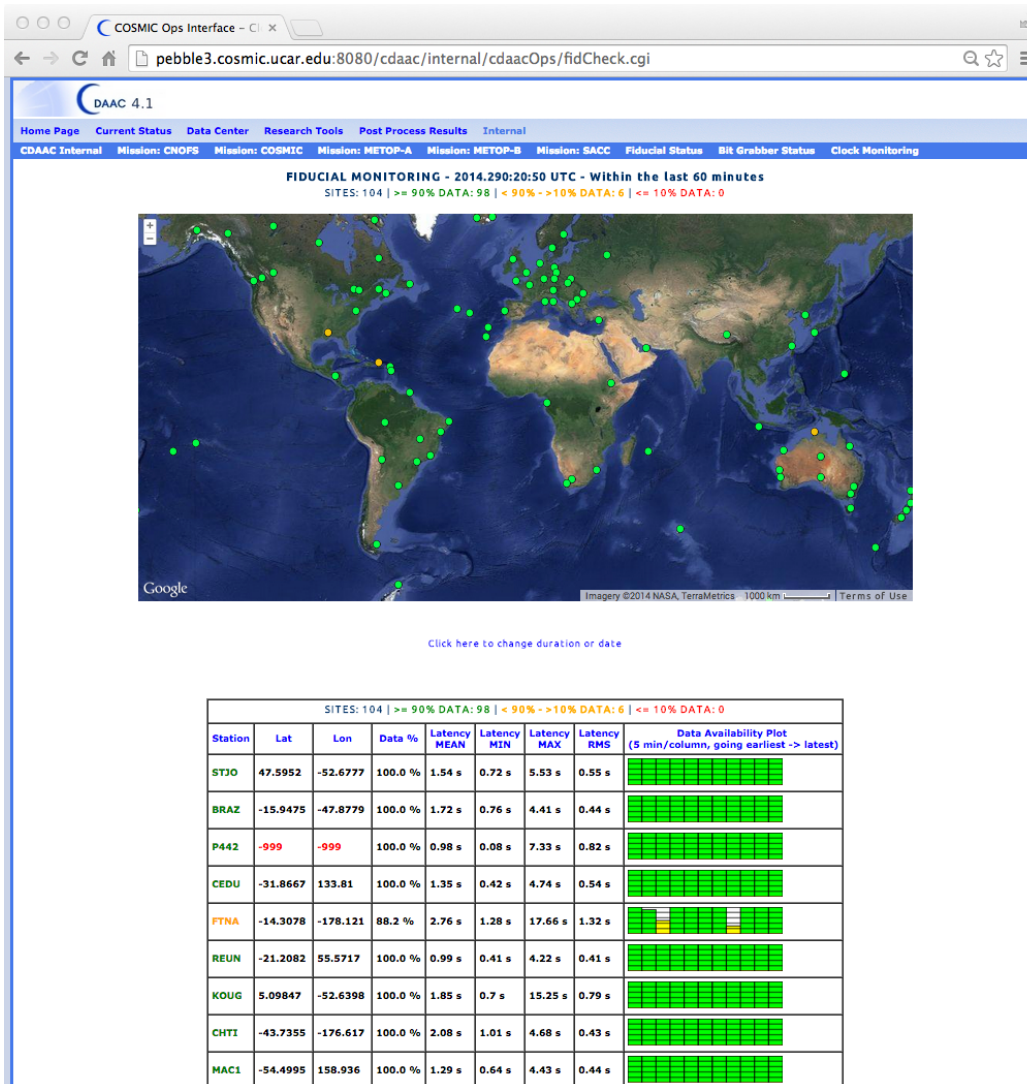 COSMIC Ops Interface – Cl
pebble3.cosmic.ucar.edu:8080/cdaac/internal/cdaacOps/fidCheck.cgi
CDAAC 4.1
Home Page Current Status Data Center Research Tools Post Process Results Internal
CDAAC Internal Mission: CNOFS Mission: COSMIC Mission: METOP-A Mission: METOP-B Mission: SACC Fiducial Status Bit Grabber Status Clock Monitoring
FIDUCIAL MONITORING - 2014.290:20:50 UTC - Within the last 60 minutes
SITES: 104 | >= 90% DATA: 98 | < 90% - >10% DATA: 6 | <= 10% DATA: 0
+
−
Google
Imagery ©2014 NASA, TerraMetrics 1000 km Terms of Use
Click here to change duration or date
SITES: 104 | >= 90% DATA: 98 | < 90% - >10% DATA: 6 | <= 10% DATA: 0
Station Lat Lon Data % Latency MEAN Latency MIN Latency MAX Latency RMS Data Availability Plot
(5 min/column, going earliest -> latest)
STJO 47.5952 -52.6777 100.0 % 1.54 s 0.72 s 5.53 s 0.55 s
BRAZ -15.9475 -47.8779 100.0 % 1.72 s 0.76 s 4.41 s 0.44 s
P442 -999 -999 100.0 % 0.98 s 0.08 s 7.33 s 0.82 s
CEDU -31.8667 133.81 100.0 % 1.35 s 0.42 s 4.74 s 0.54 s
FTNA -14.3078 -178.121 88.2 % 2.76 s 1.28 s 17.66 s 1.32 s
REUN -21.2082 55.5717 100.0 % 0.99 s 0.41 s 4.22 s 0.41 s
KOUG 5.09847 -52.6398 100.0 % 1.85 s 0.7 s 15.25 s 0.79 s
CHTI -43.7355 -176.617 100.0 % 2.08 s 1.01 s 4.68 s 0.43 s
MAC1 -54.4995 158.936 100.0 % 1.29 s 0.64 s 4.43 s 0.44 s